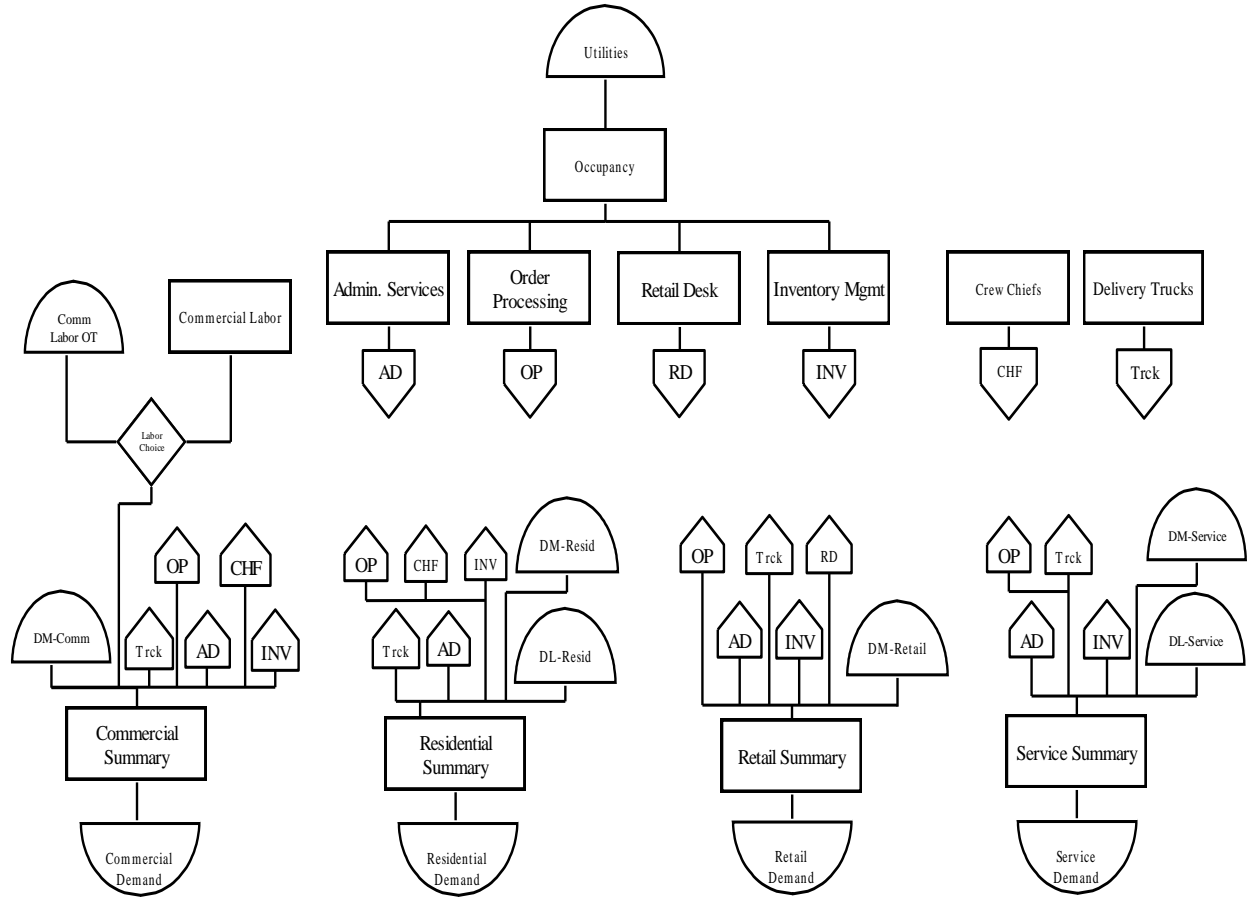 Utilities
Occupancy
Admin. Services
Order
Processing
Retail Desk
Inventory Mgmt
Crew Chiefs
Delivery Trucks
Comm
Labor OT
Commercial Labor
AD
OP
RD
INV
CHF
Trck
Labor
Choice
OP
CHF
DM-Comm
Trck
AD
INV
Commercial
Summary
Commercial
Demand
OP
CHF
INV
DM-Resid
Trck
AD
DL-Resid
Residential
Summary
Residential
Demand
OP
Trck
RD
AD
INV
DM-Retail
Retail Summary
Retail
Demand
OP
Trck
DM-Service
AD
INV
DL-Service
Service Summary
Service
Demand